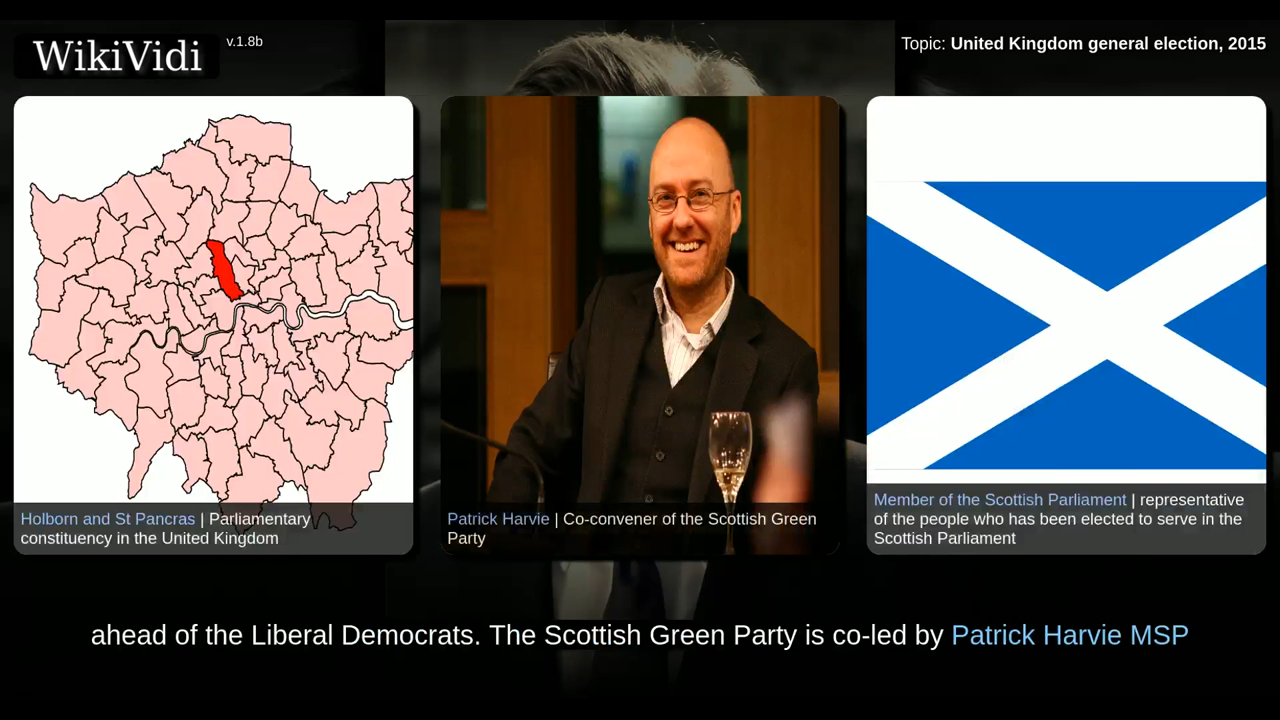 WikiVidi
v.1.8b
Topic: United Kingdom general election, 2015
Holborn and St Pancras | Parliamentary
constituency in the United Kingdom
Patrick Harvie | Co-convener of the Scottish Green
Party
Member of the Scottish Parliament | representative
of the people who has been elected to serve in the
Scottish Parliament
ahead of the Liberal Democrats. The Scottish Green Party is co-led by Patrick Harvie MSP